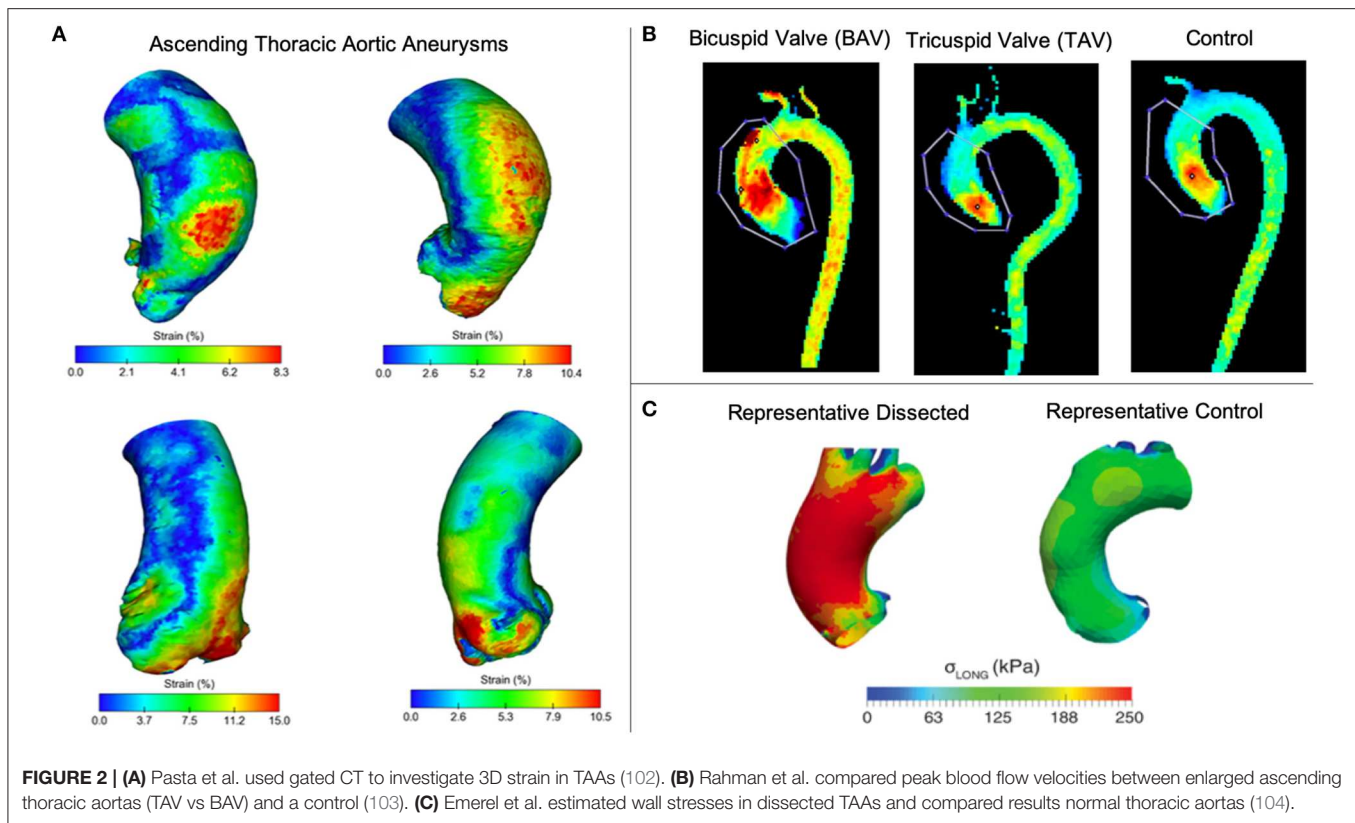 A
Ascending Thoracic Aortic Aneurysms
Strain (%)
0.0 2.1 4.1 6.2 8.3
Strain (%)
0.0 2.6 5.2 7.8 10.4
Strain (%)
0.0 3.7 7.5 11.2 15.0
Strain (%)
0.0 2.6 5.3 7.9 10.5
B
Bicuspid Valve (BAV) Tricuspid Valve (TAV) Control
C
Representative Dissected Representative Control
σLONG (kPa)
0 63 125 188 250
FIGURE 2 | (A) Pasta et al. used gated CT to investigate 3D strain in TAAs (102). (B) Rahman et al. compared peak blood flow velocities between enlarged ascending
thoracic aortas (TAV vs BAV) and a control (103). (C) Emerel et al. estimated wall stresses in dissected TAAs and compared results normal thoracic aortas (104).